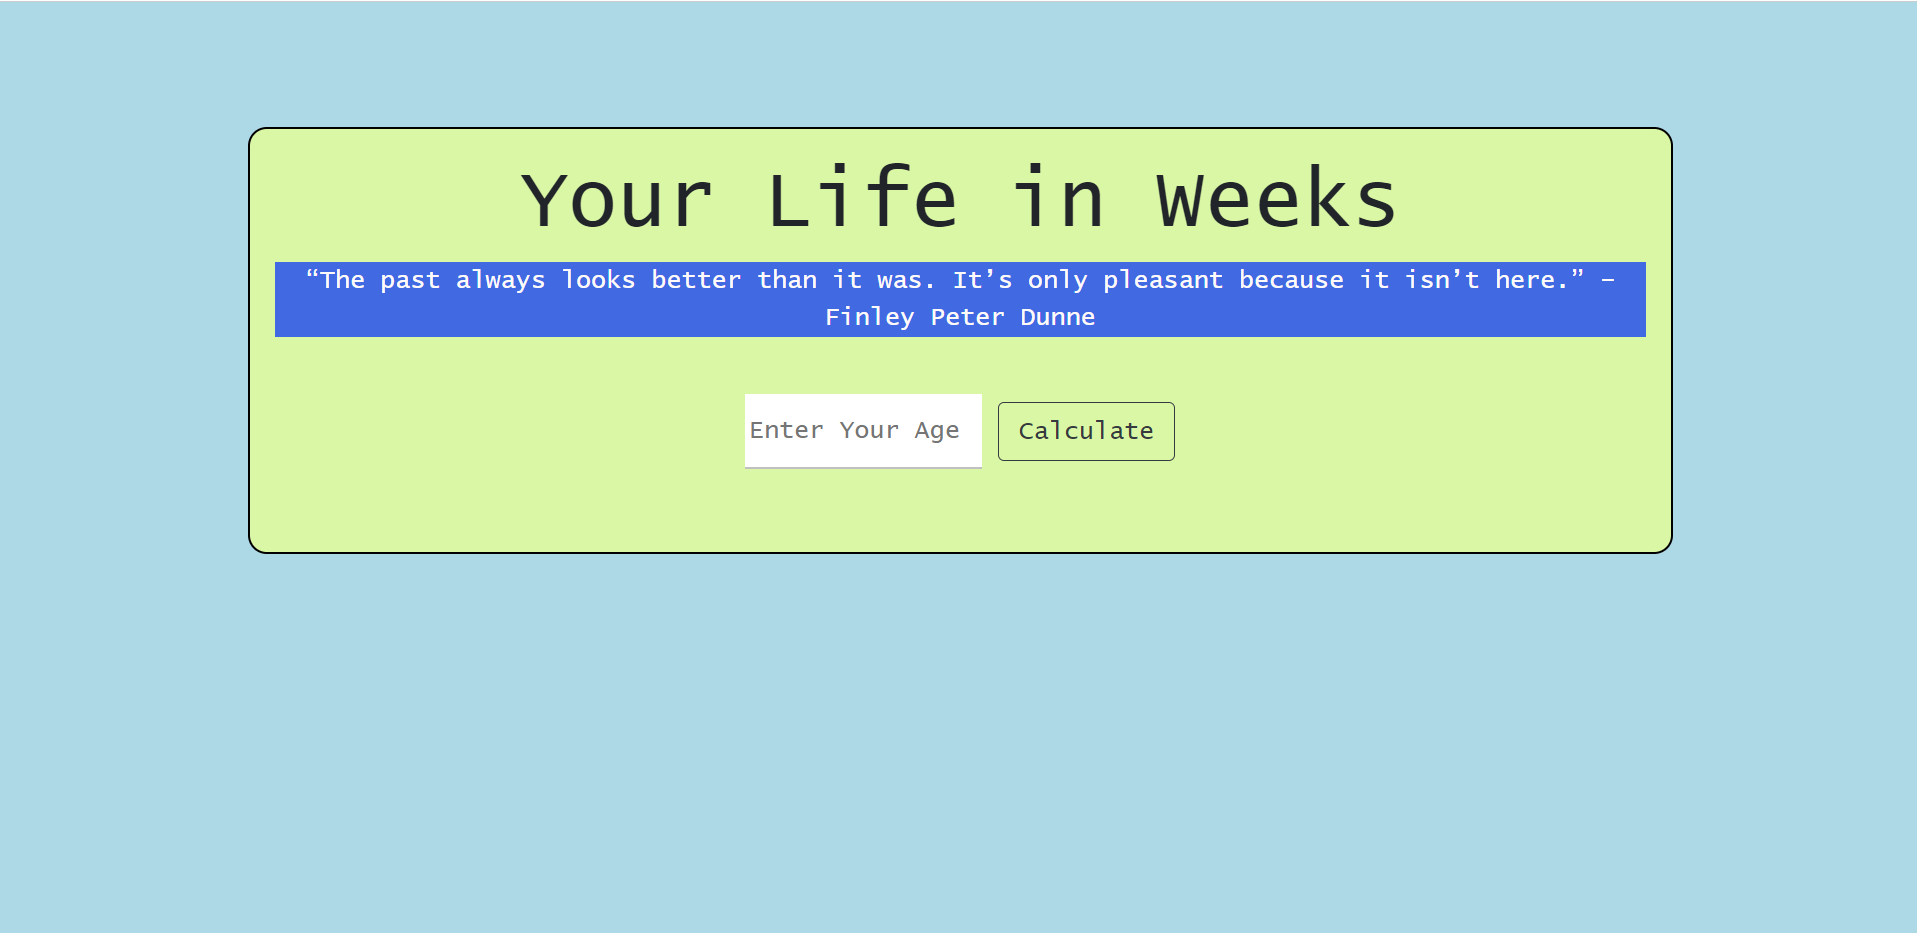 Your Life in Weeks
“The past always looks better than it was. It’s only pleasant because it isn’t here.” –
Finley Peter Dunne
Enter Your Age
Calculate